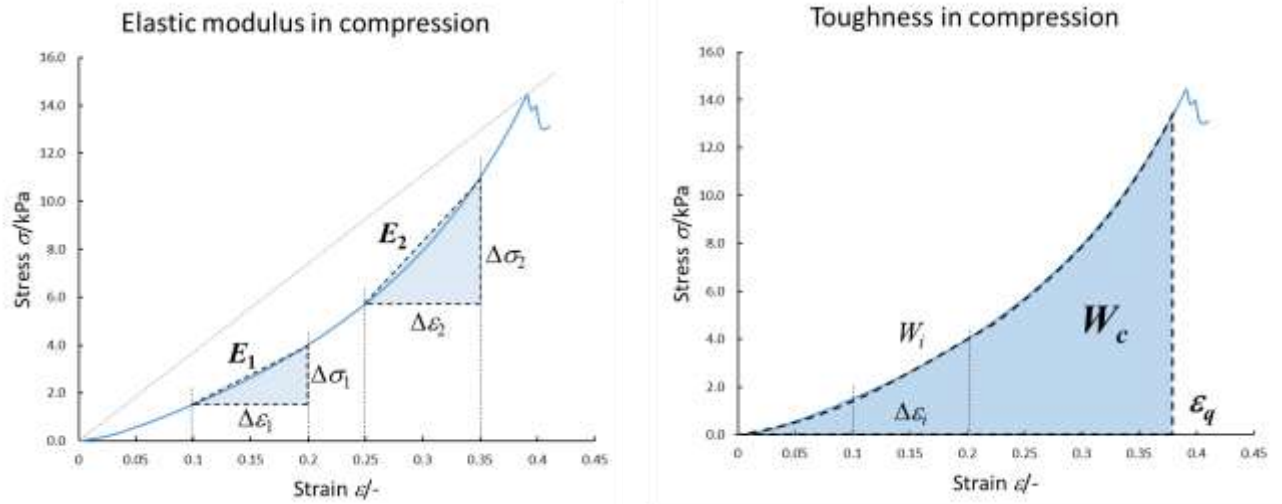 Elastic modulus in compression
16.0
14.0
12.0
10.0
8.0
6.0
4.0
2.0
0.0
Stress σ/kPa
E₁
Δσ₁
Δε₁
E₂
Δσ₂
Δε₂
0 0.05 0.1 0.15 0.2 0.25 0.3 0.35 0.4 0.45
Strain ε/-
Toughness in compression
16.0
14.0
12.0
10.0
8.0
6.0
4.0
2.0
0.0
Stress σ/kPa
Wᵢ
Δεᵢ
W_c
ε_q
0 0.05 0.1 0.15 0.2 0.25 0.3 0.35 0.4 0.45
Strain ε/-